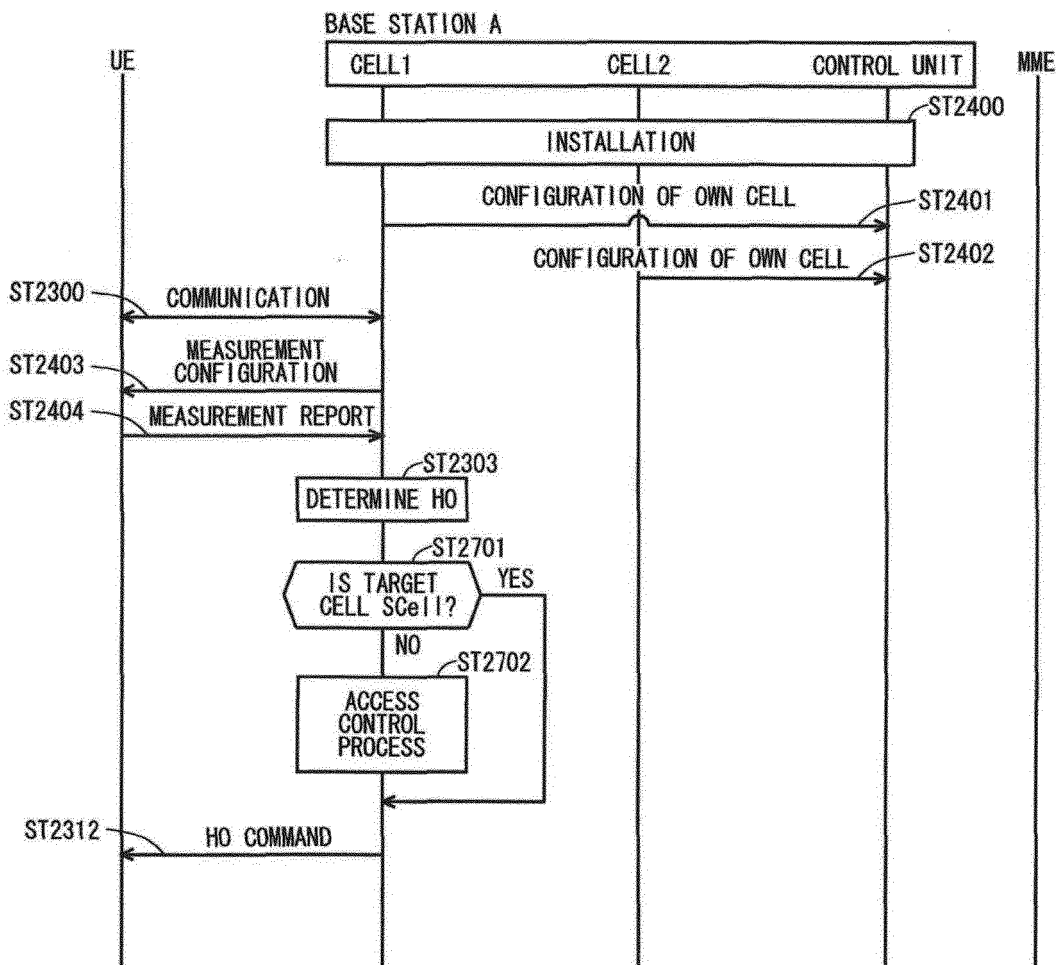 BASE STATION A
UE
CELL1
CELL2
CONTROL UNIT
MME
ST2400
INSTALLATION
CONFIGURATION OF OWN CELL
ST2401
CONFIGURATION OF OWN CELL
ST2402
ST2300
COMMUNICATION
ST2403
MEASUREMENT
CONFIGURATION
ST2404
MEASUREMENT REPORT
ST2303
DETERMINE HO
ST2701
IS TARGET
CELL SCell?
YES
NO
ST2702
ACCESS
CONTROL
PROCESS
ST2312
HO COMMAND